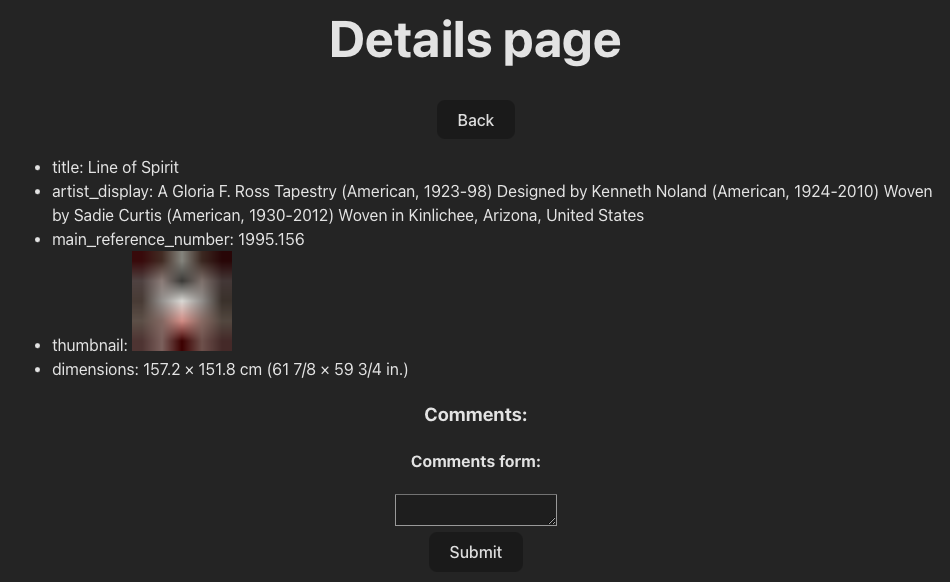 Details page
Back
title: Line of Spirit
artist_display: A Gloria F. Ross Tapestry (American, 1923-98) Designed by Kenneth Noland (American, 1924-2010) Woven
by Sadie Curtis (American, 1930-2012) Woven in Kinlichee, Arizona, United States
main_reference_number: 1995.156
thumbnail:
dimensions: 157.2 × 151.8 cm (61 7/8 × 59 3/4 in.)
Comments:
Comments form:
Submit